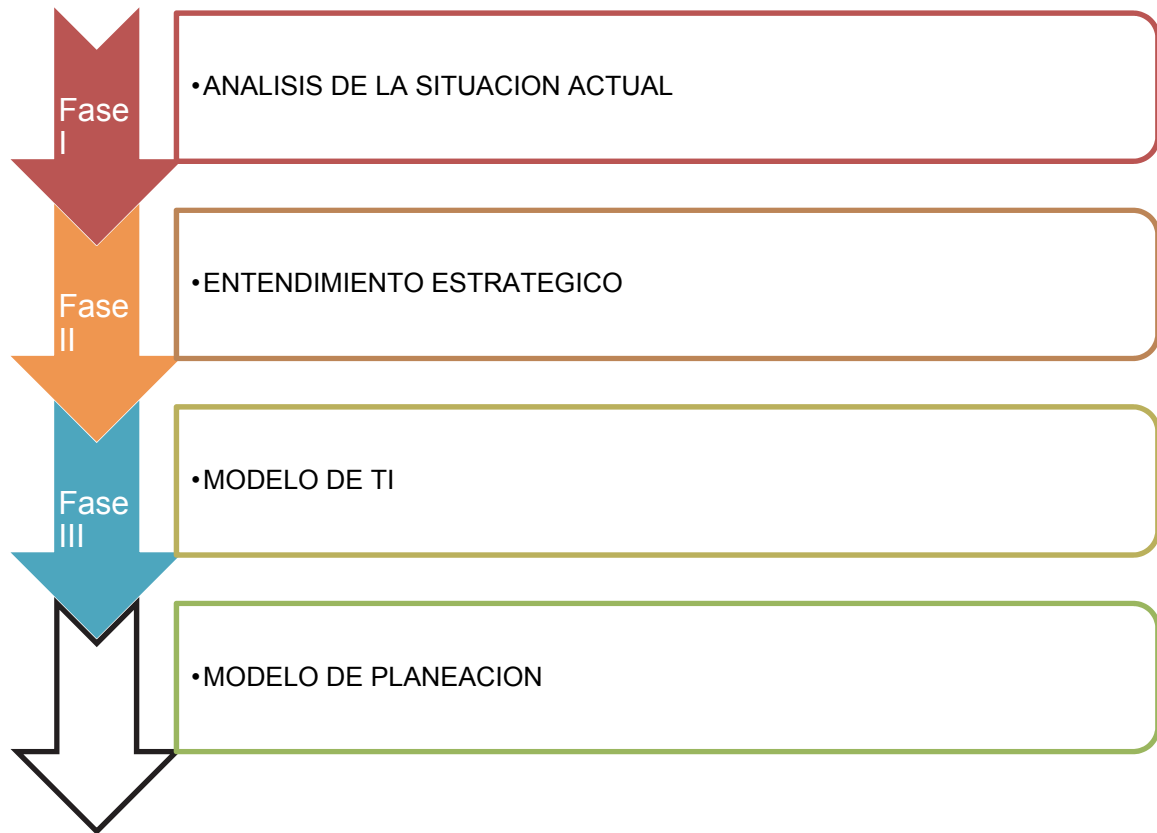 Fase
I
•ANALISIS DE LA SITUACION ACTUAL
Fase
II
•ENTENDIMIENTO ESTRATEGICO
Fase
III
•MODELO DE TI
•MODELO DE PLANEACION